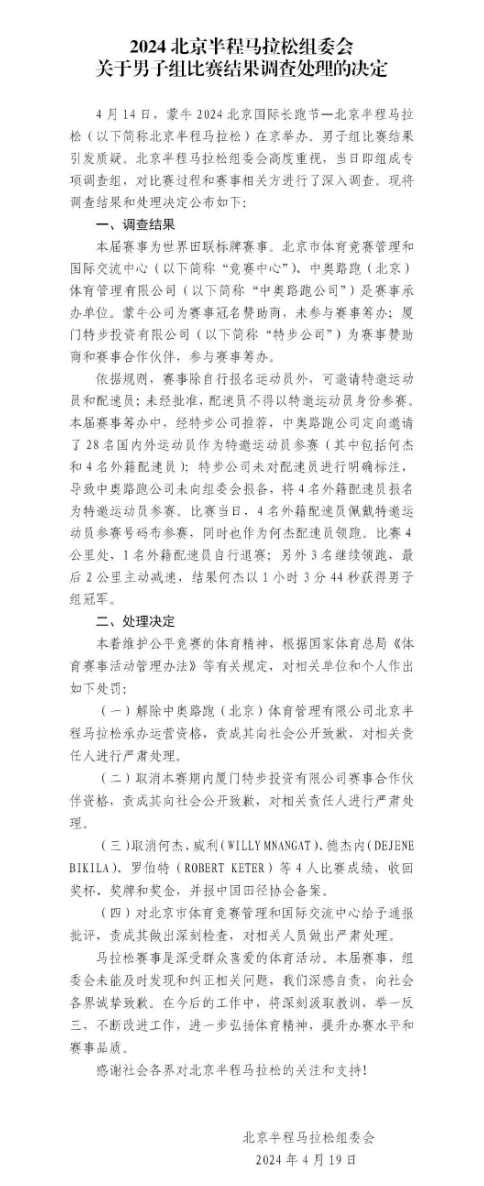 2024 北京半程马拉松组委会
关于男子组比赛结果调查处理的决定
4 月 14 日，蒙牛 2024 北京国际长跑节—北京半程马拉
松（以下简称北京半程马拉松）在京举办。男子组比赛结果
引发质疑。北京半程马拉松组委会高度重视，当日即组成专
项调查组，对比赛过程和赛事相关方进行了深入调查。现将
调查结果和处理决定公布如下：
一、调查结果
本届赛事为世界田联标牌赛事。北京市体育竞赛管理和
国际交流中心（以下简称“竞赛中心”）、中奥路跑（北京）
体育管理有限公司（以下简称“中奥路跑公司”）是赛事承
办单位。蒙牛公司为赛事冠名赞助商，未参与赛事筹办；厦
门特步投资有限公司（以下简称“特步公司”）为赛事赞助
商和赛事合作伙伴，参与赛事筹办。
依据规则，赛事除自行报名运动员外，可邀请特邀运动
员和配速员；未经批准，配速员不得以特邀运动员身份参赛。
本届赛事筹办中，经特步公司推荐，中奥路跑公司定向邀请
了 28 名国内外运动员作为特邀运动员参赛（其中包括何杰
和 4 名外籍配速员）；特步公司未对配速员进行明确标注，
导致中奥路跑公司未向组委会报备，将 4 名外籍配速员报名
为特邀运动员参赛。比赛当日，4 名外籍配速员佩戴特邀运
动员参赛号码布参赛，同时也作为何杰配速员领跑。比赛 4
公里处，1 名外籍配速员自行退赛；另外 3 名继续领跑，最
后 2 公里主动减速，结果何杰以 1 小时 3 分 44 秒获得男子
组冠军。
二、处理决定
本着维护公平竞赛的体育精神，根据国家体育总局《体
育赛事活动管理办法》等有关规定，对相关单位和个人作出
如下处罚：
（一）解除中奥路跑（北京）体育管理有限公司北京半
程马拉松承办运营资格，责成其向社会公开致歉，对相关责
任人进行严肃处理。
（二）取消本赛期内厦门特步投资有限公司赛事合作伙
伴资格，责成其向社会公开致歉，对相关责任人进行严肃处
理。
（三）取消何杰、威利（WILLY MNANGAT）、德杰内（DEJENE
BIKILA）、罗伯特（ROBERT KETER）等 4 人比赛成绩，收回
奖杯、奖牌和奖金，并报中国田径协会备案。
（四）对北京市体育竞赛管理和国际交流中心给予通报
批评，责成其做出深刻检查，对相关人员做出严肃处理。
马拉松赛事是深受群众喜爱的体育活动。本届赛事，组
委会未能及时发现和纠正相关问题，我们深感自责，向社会
各界诚挚致歉。在今后的工作中，将深刻汲取教训，举一反
三，不断改进工作，进一步弘扬体育精神，提升办赛水平和
赛事品质。
感谢社会各界对北京半程马拉松的关注和支持！
北京半程马拉松组委会
2024 年 4 月 19 日